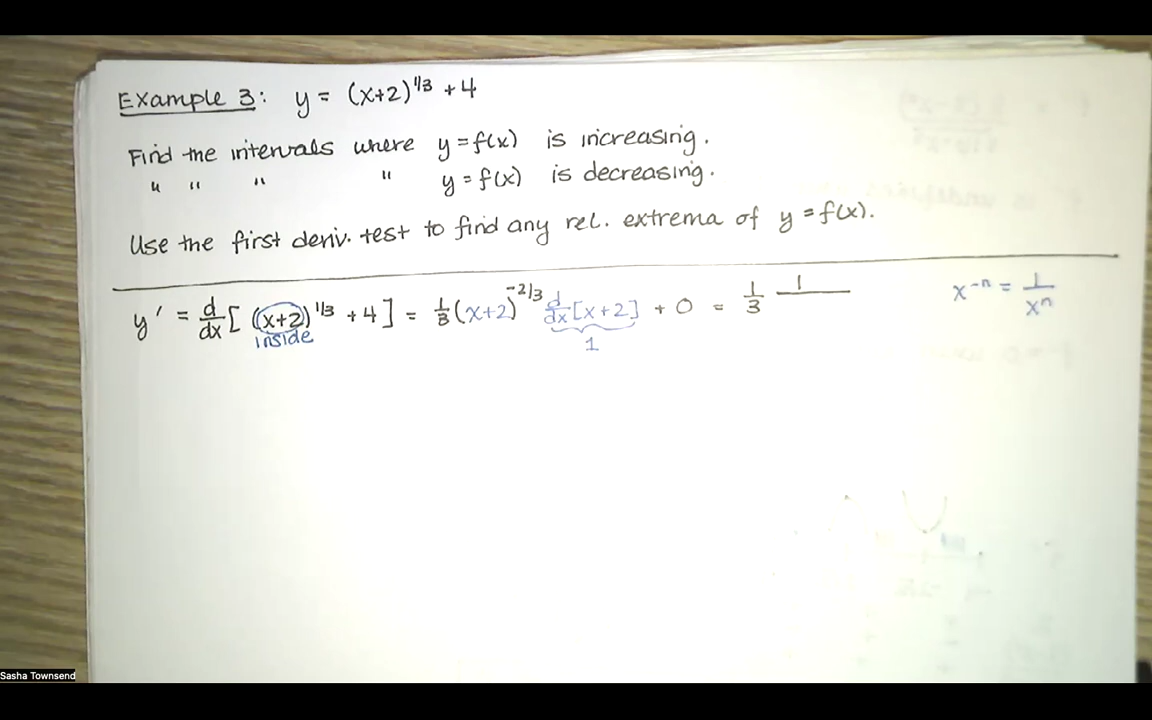 Example 3: y = (x+2)^1/3 + 4
Find the intervals where y = f(x) is increasing.
" " " " y = f(x) is decreasing.
Use the first deriv. test to find any rel. extrema of y = f(x).
y' = d/dx [ (x+2)^1/3 + 4 ] = 1/3 (x+2)^-2/3 d/dx [x+2] + 0 = 1/3 1/ x^-n = 1/x^n
inside 1
Sasha Townsend